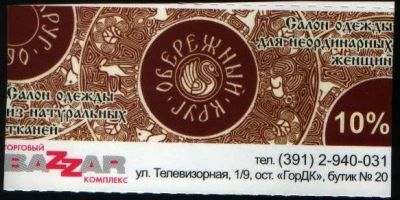 КРУГ
ОБЕРЕЖНЫЙ
КРУГ
Салон одежды
для неординарных
женщин
Салон одежды
из натуральных
тканей
10%
ТОРГОВЫЙ
BAZZAR
КОМПЛЕКС
тел. (391) 2-940-031
ул. Телевизорная, 1/9, ост. «ГорДК», бутик № 20